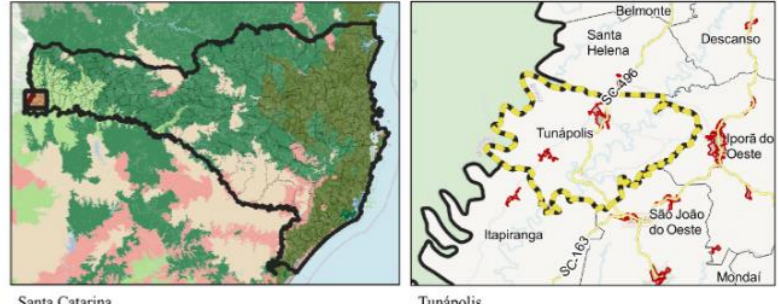 Belmonte
Santa
Helena
Descanso
SC-496
Tunápolis
Iporã do
Oeste
São João
do Oeste
Itapiranga
SC-163
Mondaí
Santa Catarina
Tunápolis